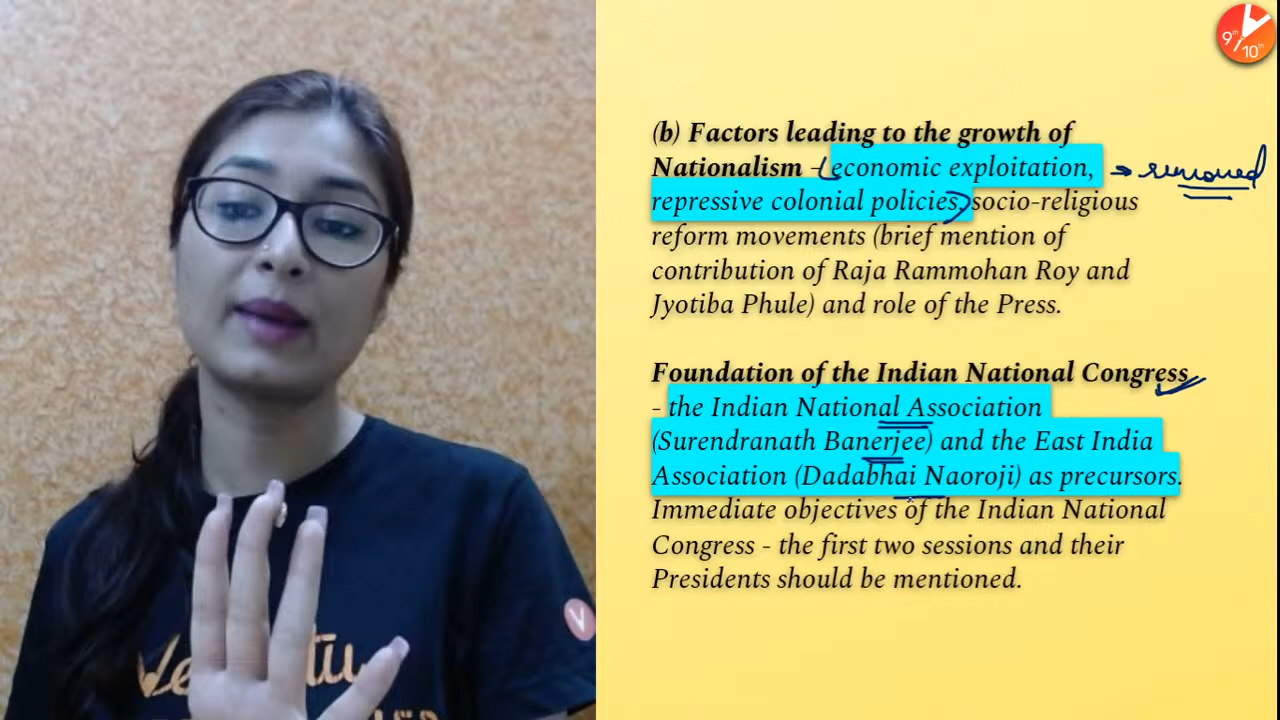 9th/10th
(b) Factors leading to the growth of
Nationalism - (economic exploitation, → removed
repressive colonial policies,) socio-religious
reform movements (brief mention of
contribution of Raja Rammohan Roy and
Jyotiba Phule) and role of the Press.
Foundation of the Indian National Congress
- the Indian National Association
(Surendranath Banerjee) and the East India
Association (Dadabhai Naoroji) as precursors.
Immediate objectives of the Indian National
Congress - the first two sessions and their
Presidents should be mentioned.